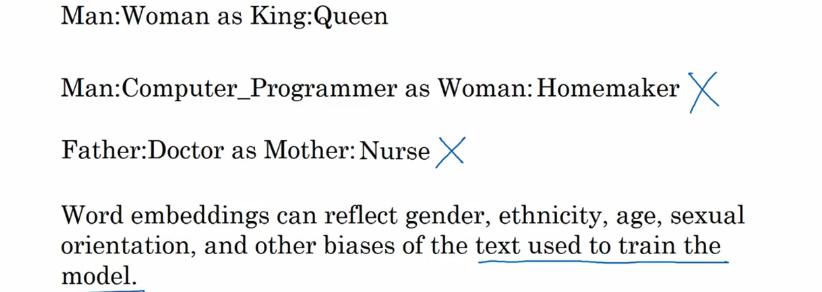 Man:Woman as King:Queen
Man:Computer_Programmer as Woman:Homemaker
Father:Doctor as Mother:Nurse
Word embeddings can reflect gender, ethnicity, age, sexual
orientation, and other biases of the text used to train the
model.